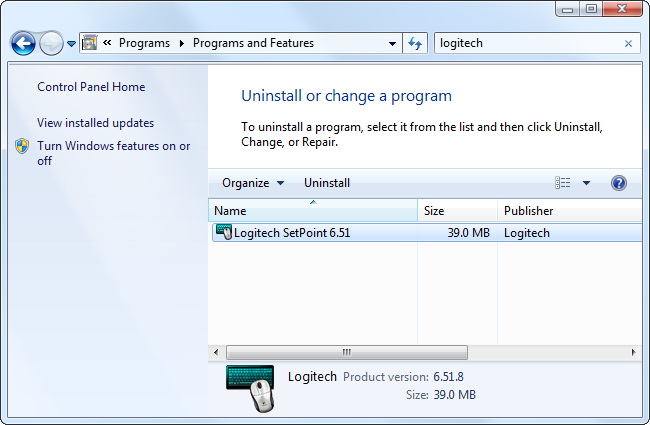 « Programs ▸ Programs and Features
logitech
Control Panel Home
View installed updates
Turn Windows features on or
off
Uninstall or change a program
To uninstall a program, select it from the list and then click Uninstall,
Change, or Repair.
Organize Uninstall
Name Size Publisher
Logitech SetPoint 6.51 39.0 MB Logitech
Logitech Product version: 6.51.8
Size: 39.0 MB